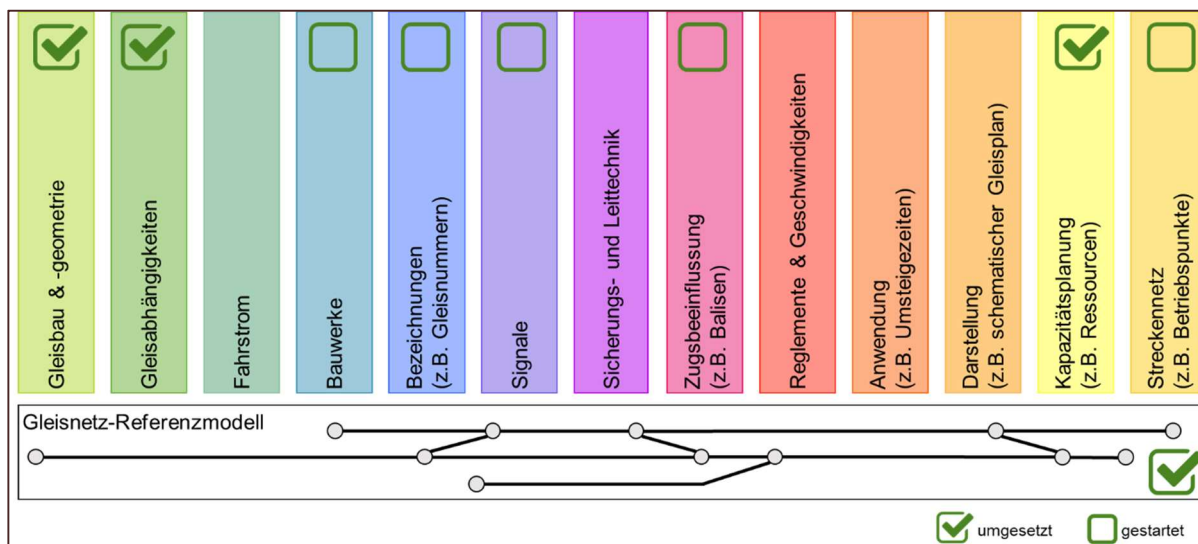 Gleisbau & -geometrie
Gleisabhängigkeiten
Fahrstrom
Bauwerke
Bezeichnungen
(z.B. Gleisnummern)
Signale
Sicherungs- und Leittechnik
Zugsbeeinflussung
(z.B. Balisen)
Reglemente & Geschwindigkeiten
Anwendung
(z.B. Umsteigezeiten)
Darstellung
(z.B. schematischer Gleisplan)
Kapazitätsplanung
(z.B. Ressourcen)
Streckennetz
(z.B. Betriebspunkte)
Gleisnetz-Referenzmodell
umgesetzt
gestartet